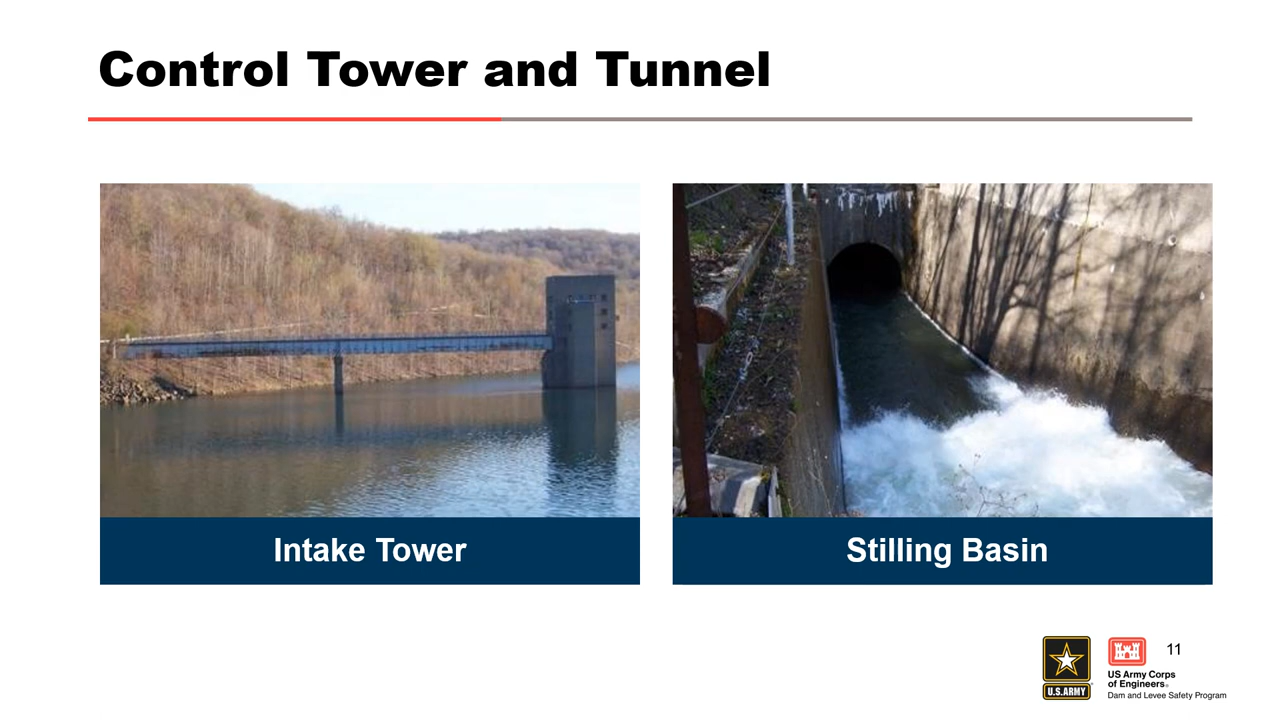 Control Tower and Tunnel
Intake Tower
Stilling Basin
U.S.ARMY
US Army Corps
of Engineers®
Dam and Levee Safety Program
11